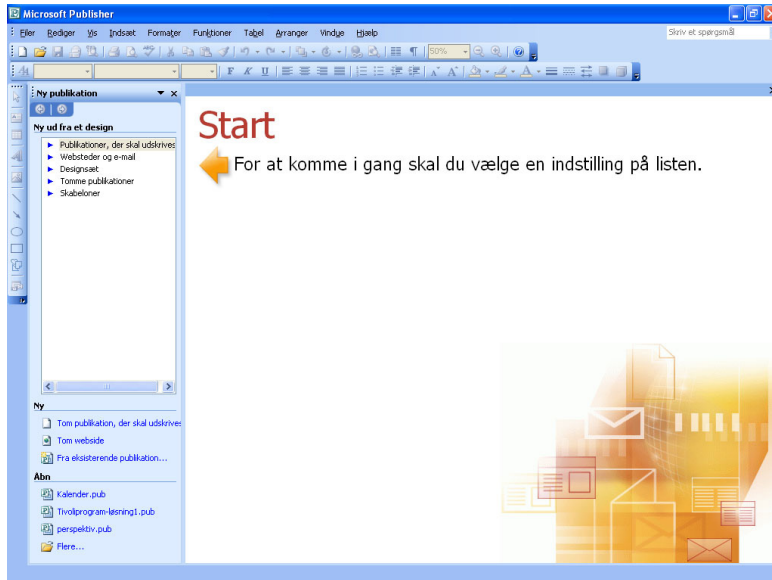 Microsoft Publisher
Filer Rediger Vis Indsæt Formater Funktioner Tabel Arranger Vindue Hjælp
Skriv et spørgsmål
50%
F K U
Ny publikation
Ny ud fra et design
Publikationer, der skal udskrives
Websteder og e-mail
Designsæt
Tomme publikationer
Skabeloner
Ny
Tom publikation, der skal udskrives
Tom webside
Fra eksisterende publikation...
Åbn
Kalender.pub
Tivoliprogram-løsning1.pub
perspektiv.pub
Flere...
Start
For at komme i gang skal du vælge en indstilling på listen.